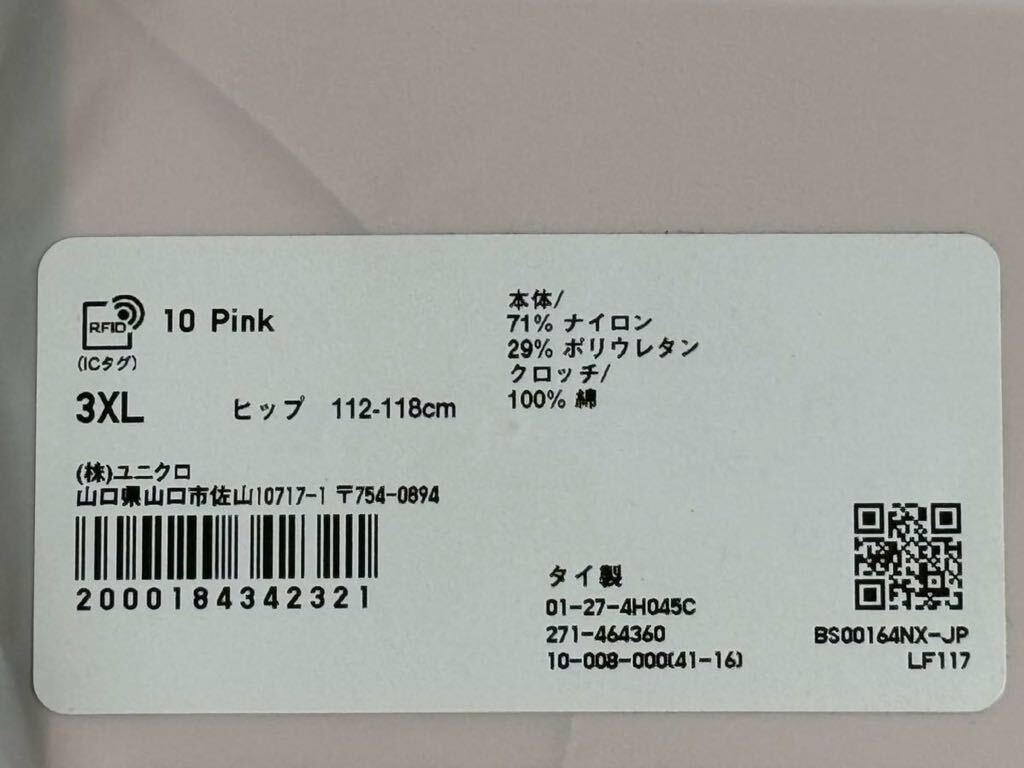 RFID
10 Pink
(ICタグ)
3XL ヒップ 112-118cm
本体/
71% ナイロン
29% ポリウレタン
クロッチ/
100% 綿
(株)ユニクロ
山口県山口市佐山10717-1 〒754-0894
2000184342321
タイ製
01-27-4H045C
271-464360
10-008-000(41-16)
BS00164NX-JP
LF117